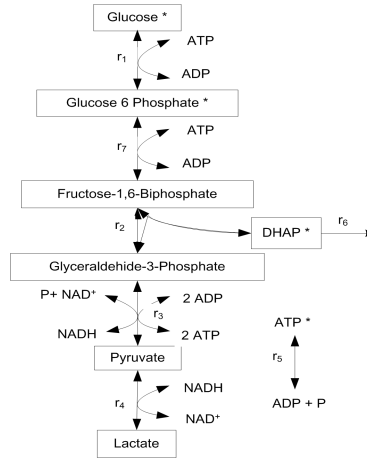 Glucose *
ATP
r1
ADP
Glucose 6 Phosphate *
ATP
r7
ADP
Fructose-1,6-Biphosphate
r2
DHAP *
r6
Glyceraldehyde-3-Phosphate
P+ NAD+
2 ADP
r3
NADH
2 ATP
ATP *
Pyruvate
r5
NADH
r4
ADP + P
NAD+
Lactate